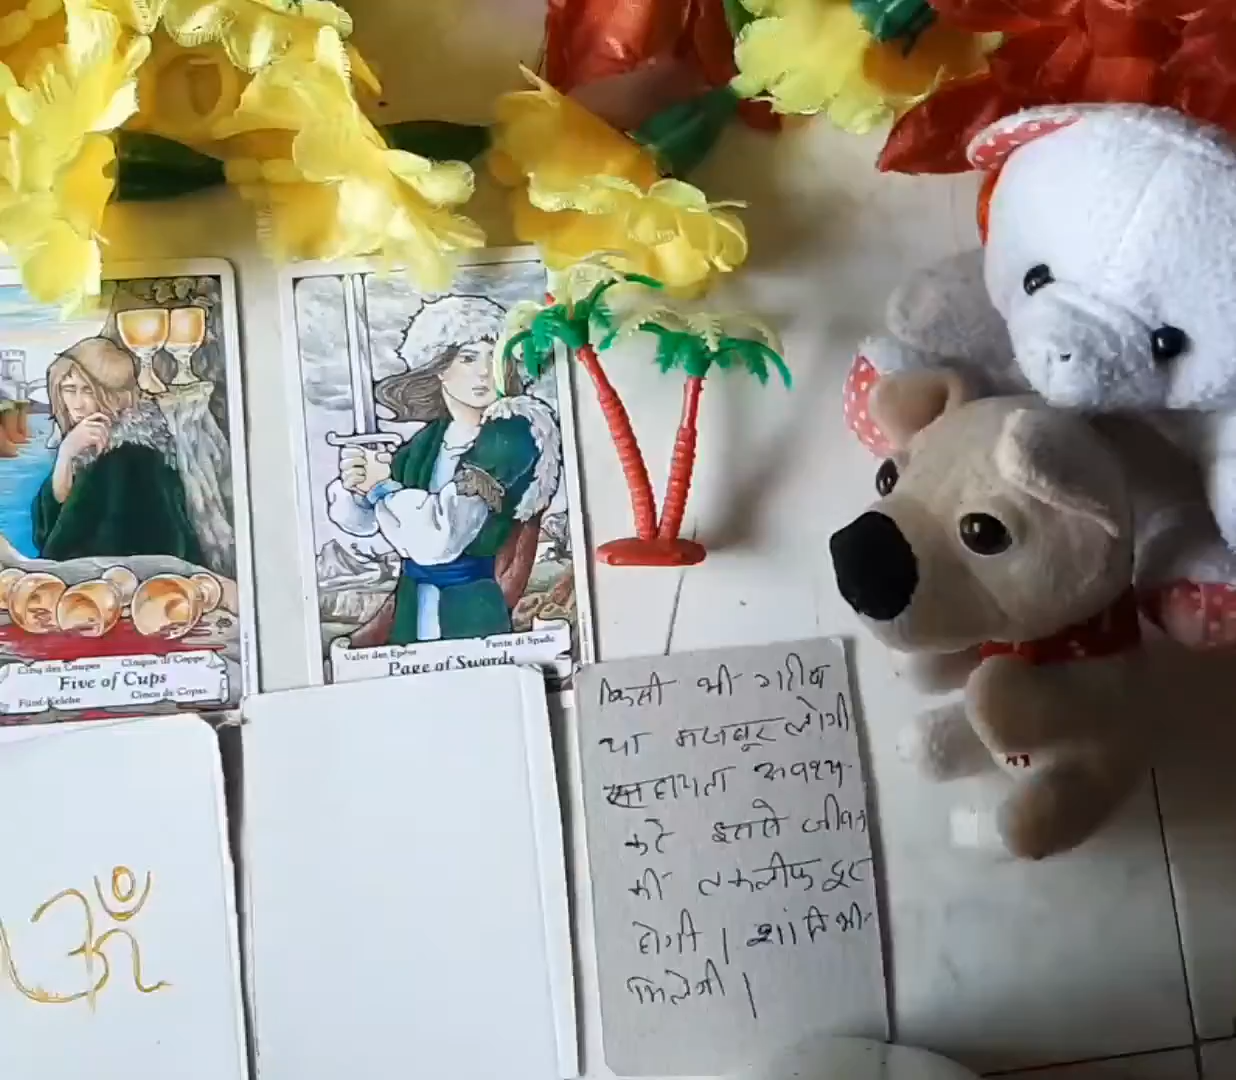 Cinq des Coupes Cinque di Coppe
Five of Cups
Fünf Kelche Cinco de Copas
Valet des Epées Fante di Spade
Page of Swords
किसी भी गरीब
या मजबूर लोगो
सहायता अवश्य
करे इससे जीवन
की तकलीफ दूर
होगी । शांति भी
मिलेगी ।